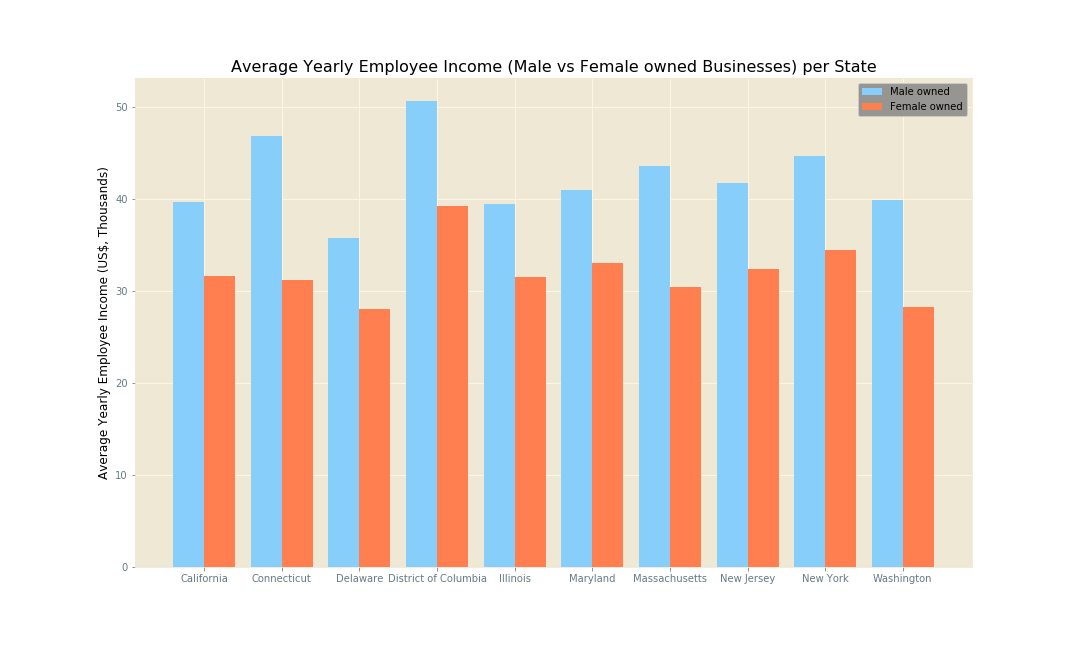 Average Yearly Employee Income (Male vs Female owned Businesses) per State
Male owned
Female owned
Average Yearly Employee Income (US$, Thousands)
50
40
30
20
10
0
California Connecticut Delaware District of Columbia Illinois Maryland Massachusetts New Jersey New York Washington